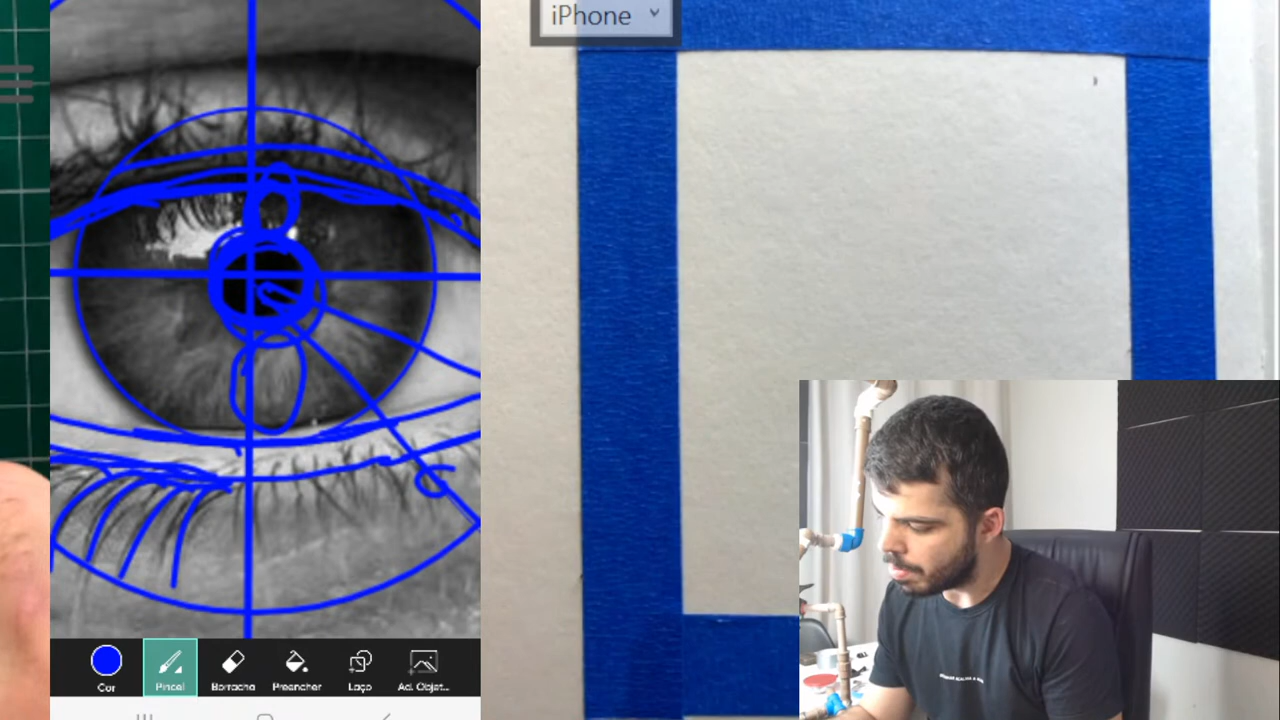 iPhone
Cor
Pincel
Borracha
Preencher
Laço
Ad. Objet...